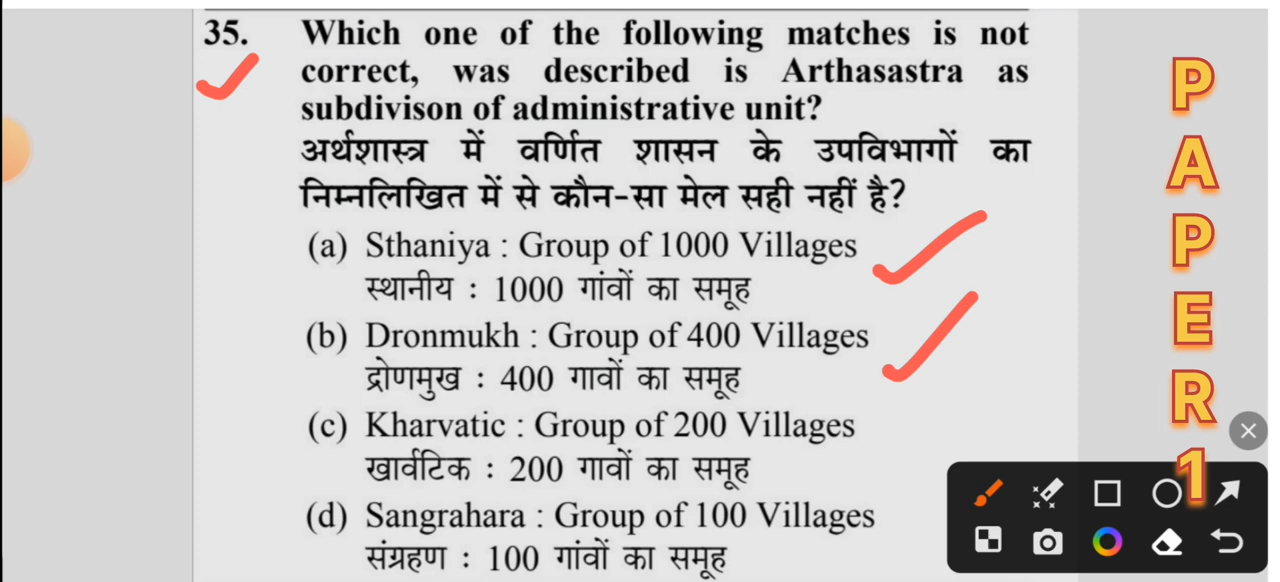 35. Which one of the following matches is not
correct, was described is Arthasastra as
subdivison of administrative unit?
अर्थशास्त्र में वर्णित शासन के उपविभागों का
निम्नलिखित में से कौन-सा मेल सही नहीं है?
(a) Sthaniya : Group of 1000 Villages
स्थानीय : 1000 गांवों का समूह
(b) Dronmukh : Group of 400 Villages
द्रोणमुख : 400 गावों का समूह
(c) Kharvatic : Group of 200 Villages
खार्वटिक : 200 गावों का समूह
(d) Sangrahara : Group of 100 Villages
संग्रहण : 100 गांवों का समूह
PAPER 1